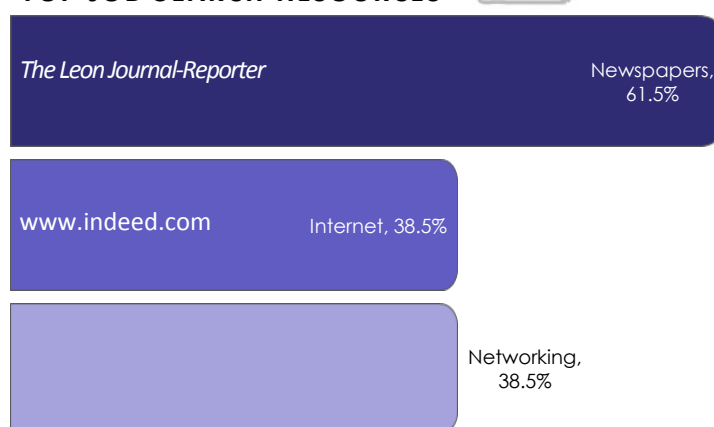 The Leon Journal-Reporter
Newspapers,
61.5%
www.indeed.com
Internet, 38.5%
Networking,
38.5%